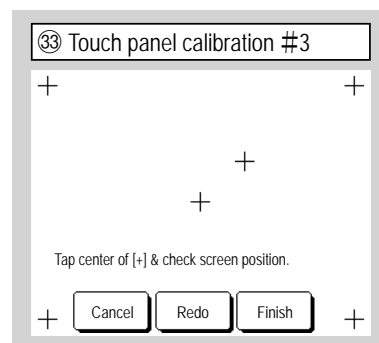 ㉝ Touch panel calibration #3
Tap center of [+] & check screen position.
Cancel Redo Finish